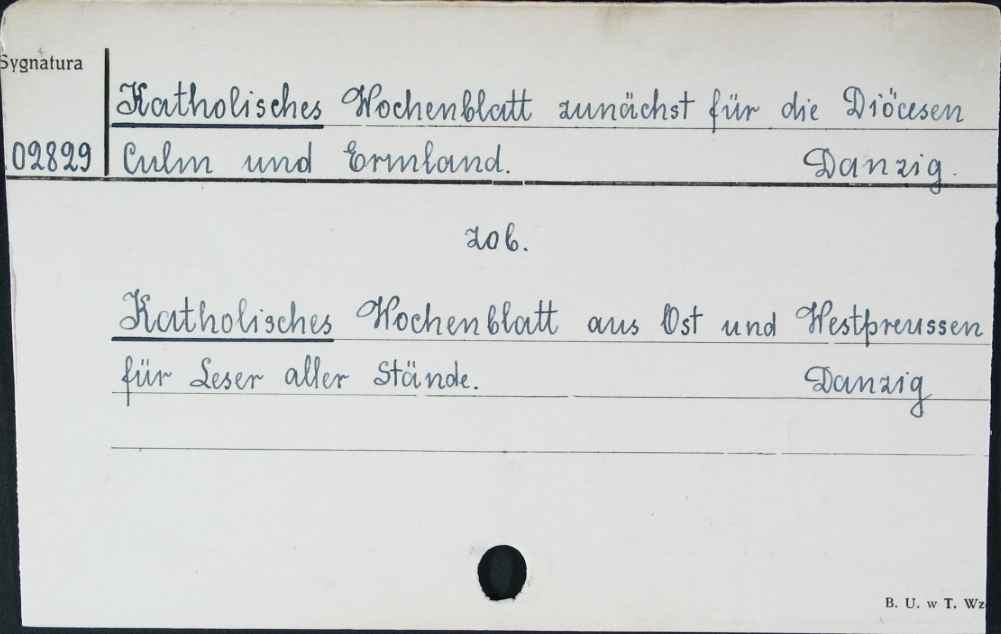 Sygnatura
Katholisches Wochenblatt zunächst für die Diöcesen
02829 Culm und Ermland. Danzig.
zob.
Katholisches Wochenblatt aus Ost und Westpreussen
für Leser aller Stände. Danzig
B. U. w T. Wz